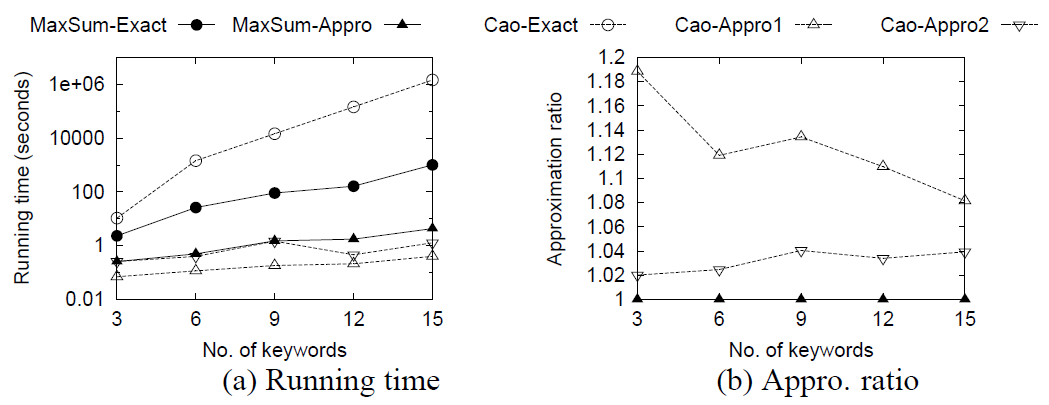 MaxSum-Exact MaxSum-Appro Cao-Exact Cao-Appro1 Cao-Appro2
Running time (seconds)
1e+06
10000
100
1
0.01
3 6 9 12 15
No. of keywords
(a) Running time
Approximation ratio
1.2
1.18
1.16
1.14
1.12
1.1
1.08
1.06
1.04
1.02
1
3 6 9 12 15
No. of keywords
(b) Appro. ratio